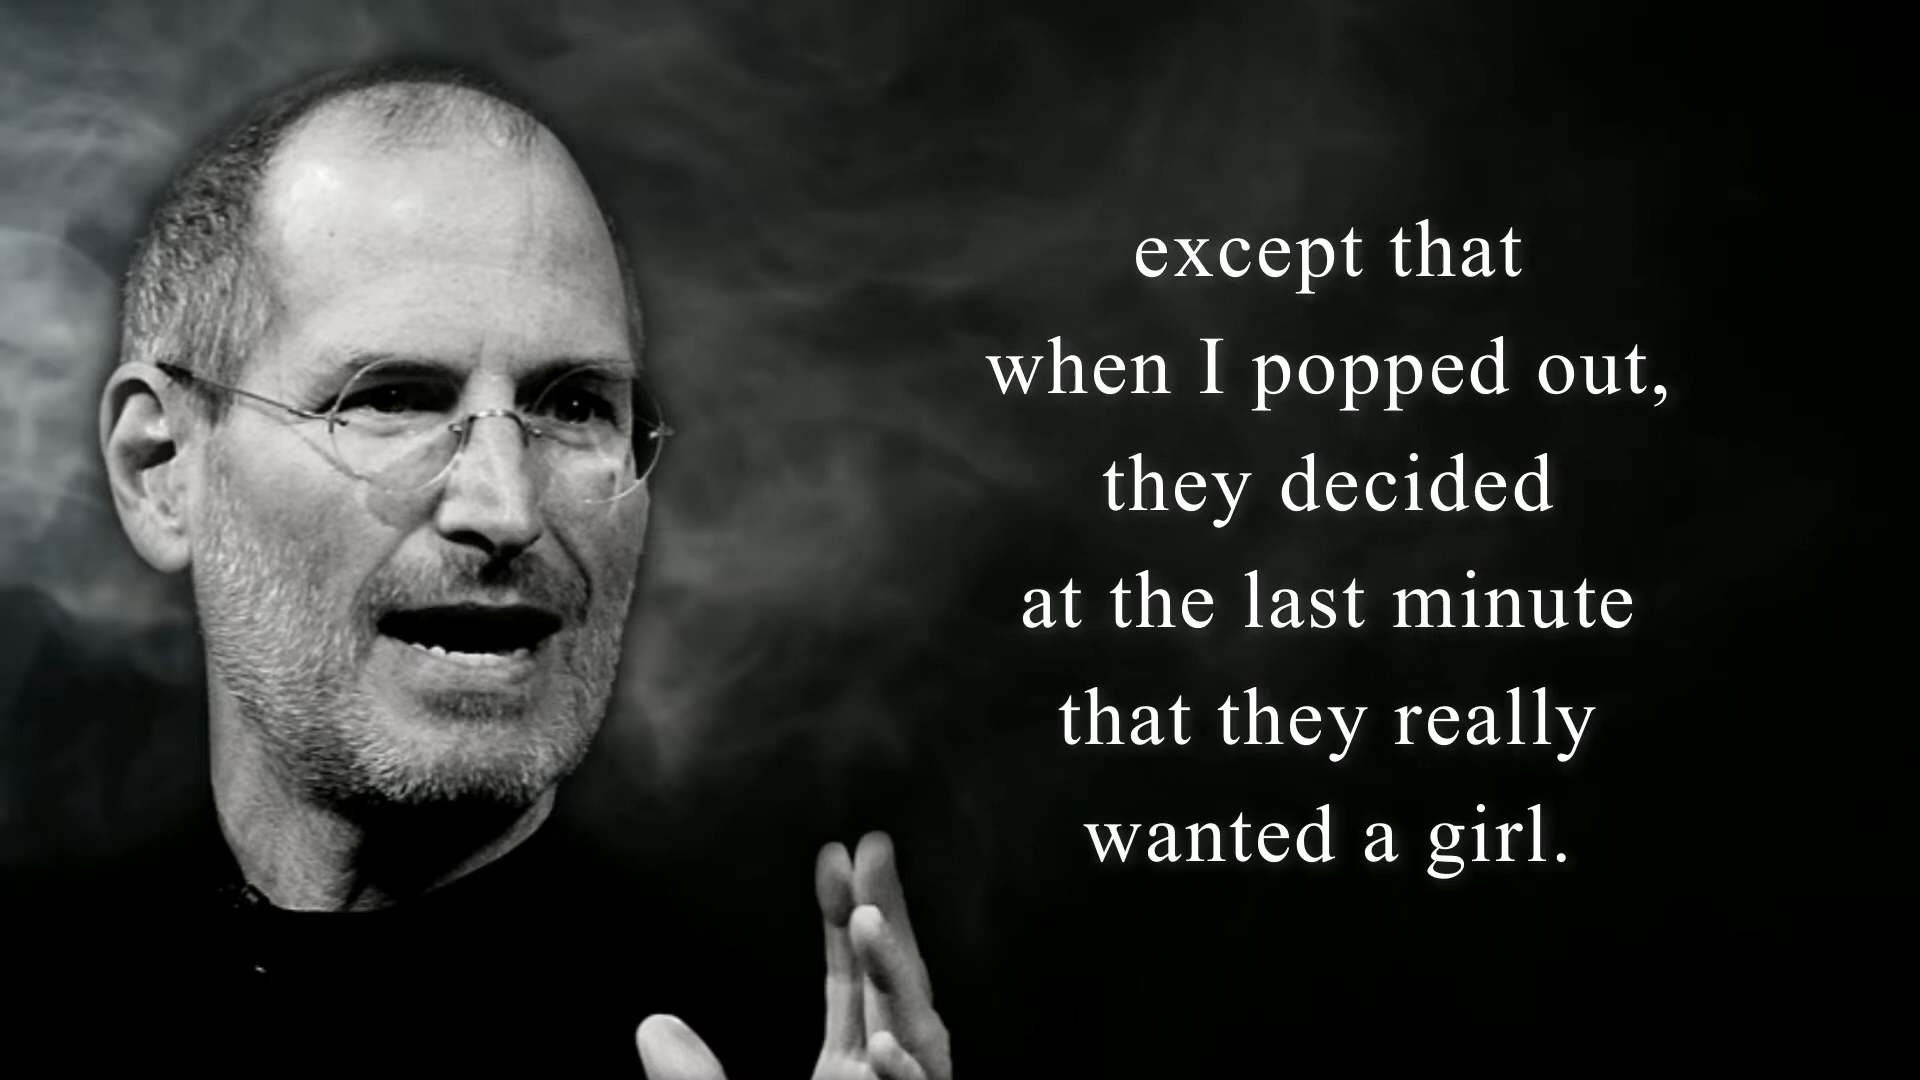 except that
when I popped out,
they decided
at the last minute
that they really
wanted a girl.